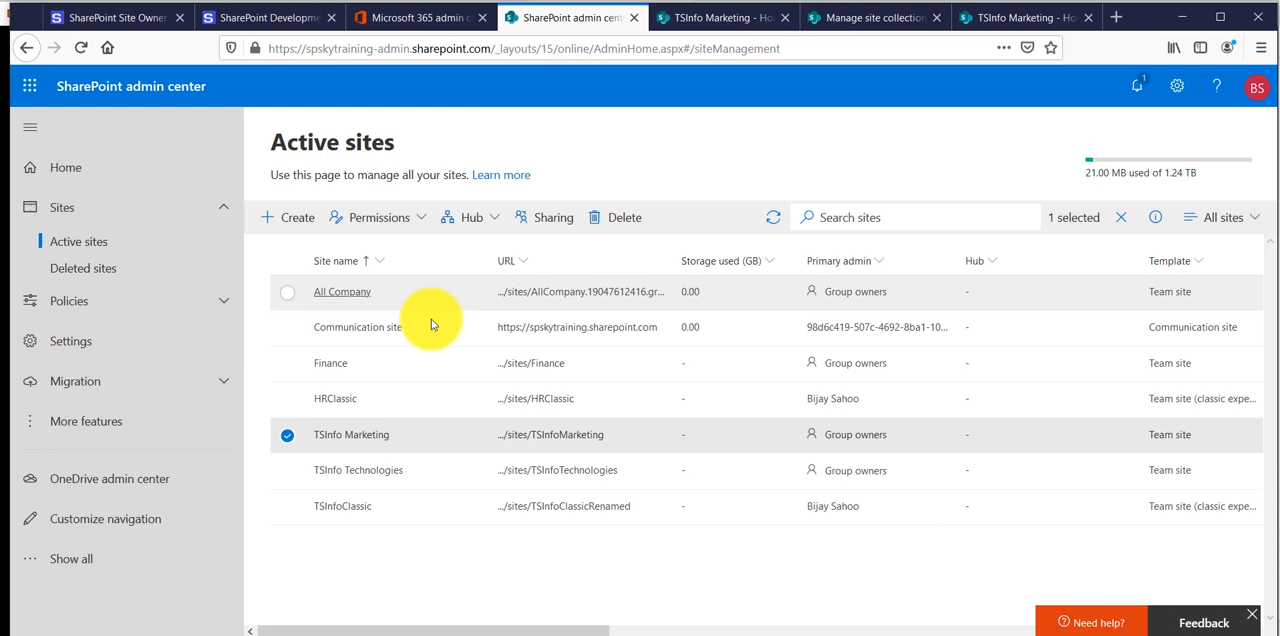 SharePoint Site Owner
SharePoint Developme
Microsoft 365 admin c
SharePoint admin cente
TSInfo Marketing - Ho
Manage site collection
TSInfo Marketing - Ho
https://spskytraining-admin.sharepoint.com/_layouts/15/online/AdminHome.aspx#/siteManagement
SharePoint admin center
1
BS
Home
Sites
Active sites
Deleted sites
Policies
Settings
Migration
More features
OneDrive admin center
Customize navigation
Show all
Active sites
Use this page to manage all your sites. Learn more
21.00 MB used of 1.24 TB
Create Permissions Hub Sharing Delete Search sites 1 selected All sites
Site name ↑ URL Storage used (GB) Primary admin Hub Template
All Company .../sites/AllCompany.19047612416.gr... 0.00 Group owners - Team site
Communication site https://spskytraining.sharepoint.com 0.00 98d6c419-507c-4692-8ba1-10... - Communication site
Finance .../sites/Finance - Group owners - Team site
HRClassic .../sites/HRClassic - Bijay Sahoo - Team site (classic expe...
TSInfo Marketing .../sites/TSInfoMarketing - Group owners - Team site
TSInfo Technologies .../sites/TSInfoTechnologies - Group owners - Team site
TSInfoClassic .../sites/TSInfoClassicRenamed - Bijay Sahoo - Team site (classic expe...
Need help?
Feedback